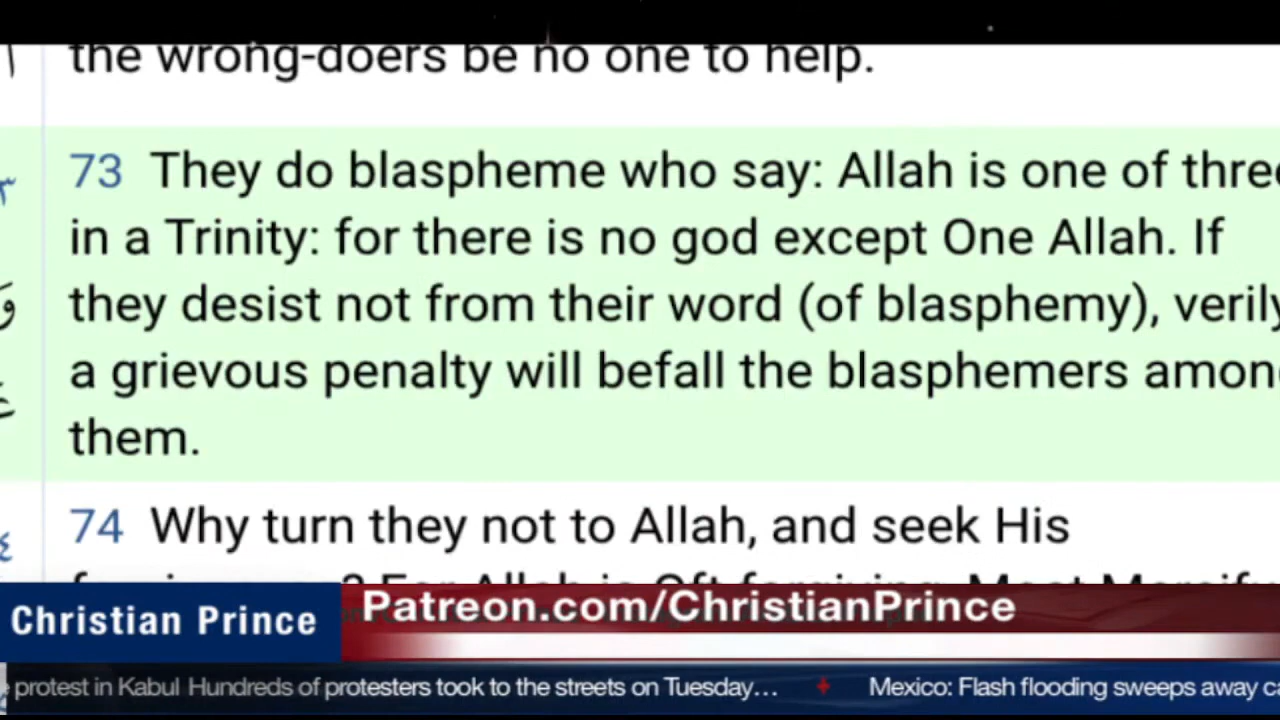 the wrong-doers be no one to help.
73 They do blaspheme who say: Allah is one of three
in a Trinity: for there is no god except One Allah. If
they desist not from their word (of blasphemy), verily
a grievous penalty will befall the blasphemers among
them.
74 Why turn they not to Allah, and seek His
Christian Prince
Patreon.com/ChristianPrince
protest in Kabul Hundreds of protesters took to the streets on Tuesday… Mexico: Flash flooding sweeps away